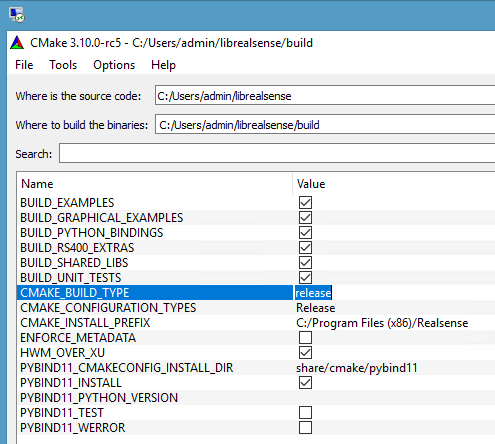 CMake 3.10.0-rc5 - C:/Users/admin/librealsense/build
File Tools Options Help
Where is the source code: C:/Users/admin/librealsense
Where to build the binaries: C:/Users/admin/librealsense/build
Search:
Name Value
BUILD_EXAMPLES
BUILD_GRAPHICAL_EXAMPLES
BUILD_PYTHON_BINDINGS
BUILD_RS400_EXTRAS
BUILD_SHARED_LIBS
BUILD_UNIT_TESTS
CMAKE_BUILD_TYPE release
CMAKE_CONFIGURATION_TYPES Release
CMAKE_INSTALL_PREFIX C:/Program Files (x86)/Realsense
ENFORCE_METADATA
HWM_OVER_XU
PYBIND11_CMAKECONFIG_INSTALL_DIR share/cmake/pybind11
PYBIND11_INSTALL
PYBIND11_PYTHON_VERSION
PYBIND11_TEST
PYBIND11_WERROR